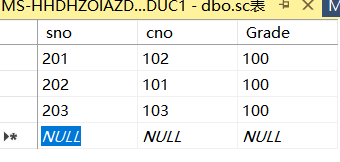 MS-HHDHZOIAZD...DUC1 - dbo.sc表
sno cno Grade
201 102 100
202 101 100
203 103 100
NULL NULL NULL